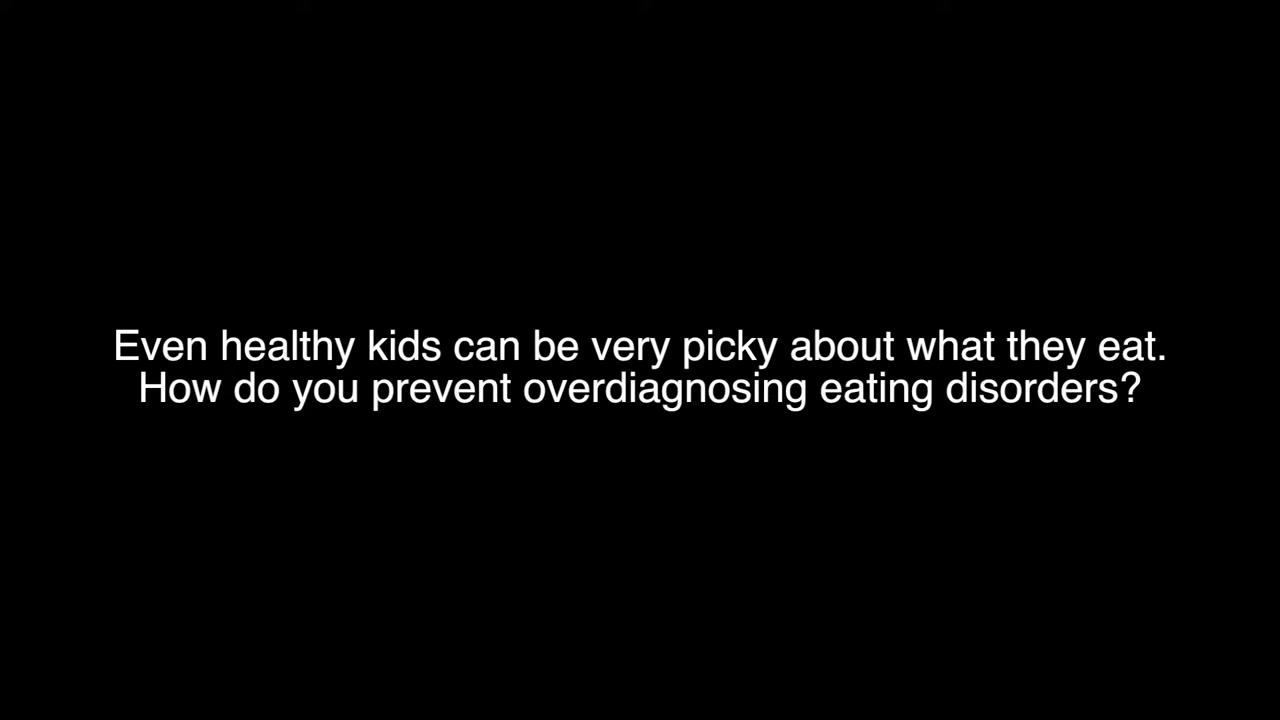 Even healthy kids can be very picky about what they eat.
How do you prevent overdiagnosing eating disorders?